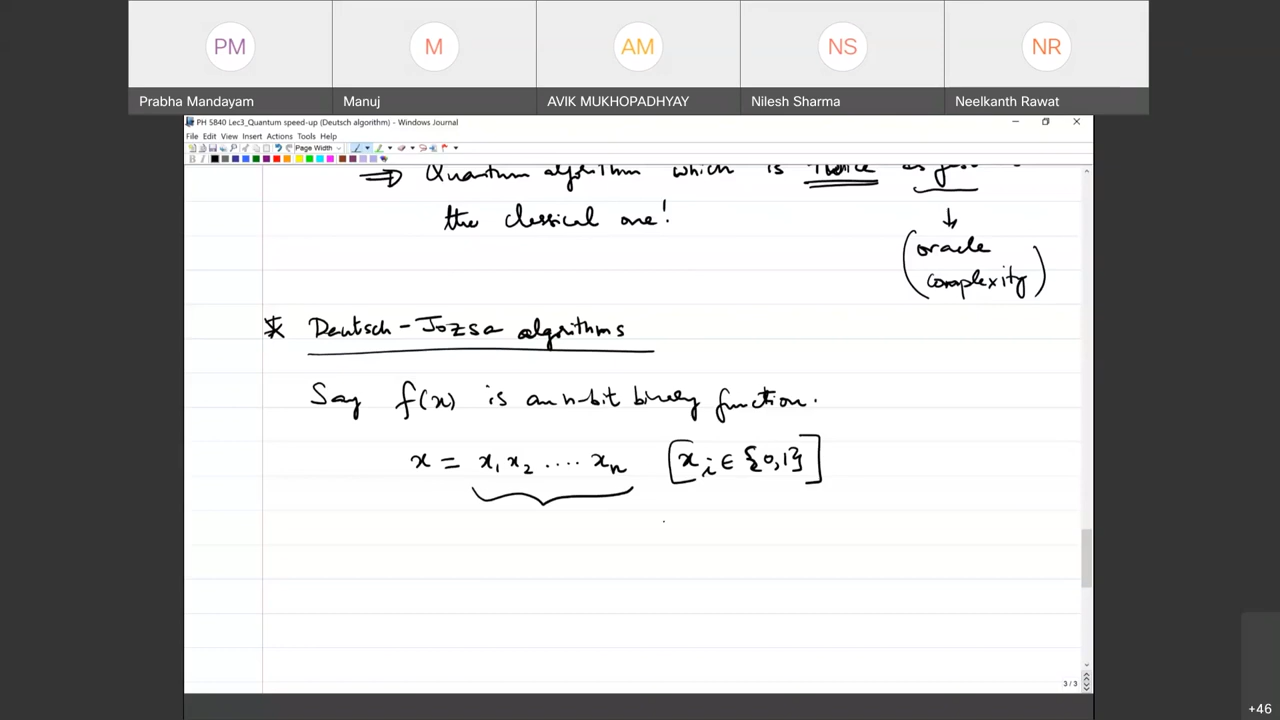 PM M AM NS NR
Prabha Mandayam Manuj AVIK MUKHOPADHYAY Nilesh Sharma Neelkanth Rawat
PH 5840 Lec3_Quantum speed-up (Deutsch algorithm) - Windows Journal
File Edit View Insert Actions Tools Help
Page Width
B I
⇒ Quantum algorithm which is Twice as fast
the classical one!
↓
(oracle
complexity)
* Deutsch-Jozsa algorithms
Say f(x) is an n-bit binary function.
x = x₁ x₂ .... xₙ [xᵢ ∈ {0,1}]
3 / 3
+46